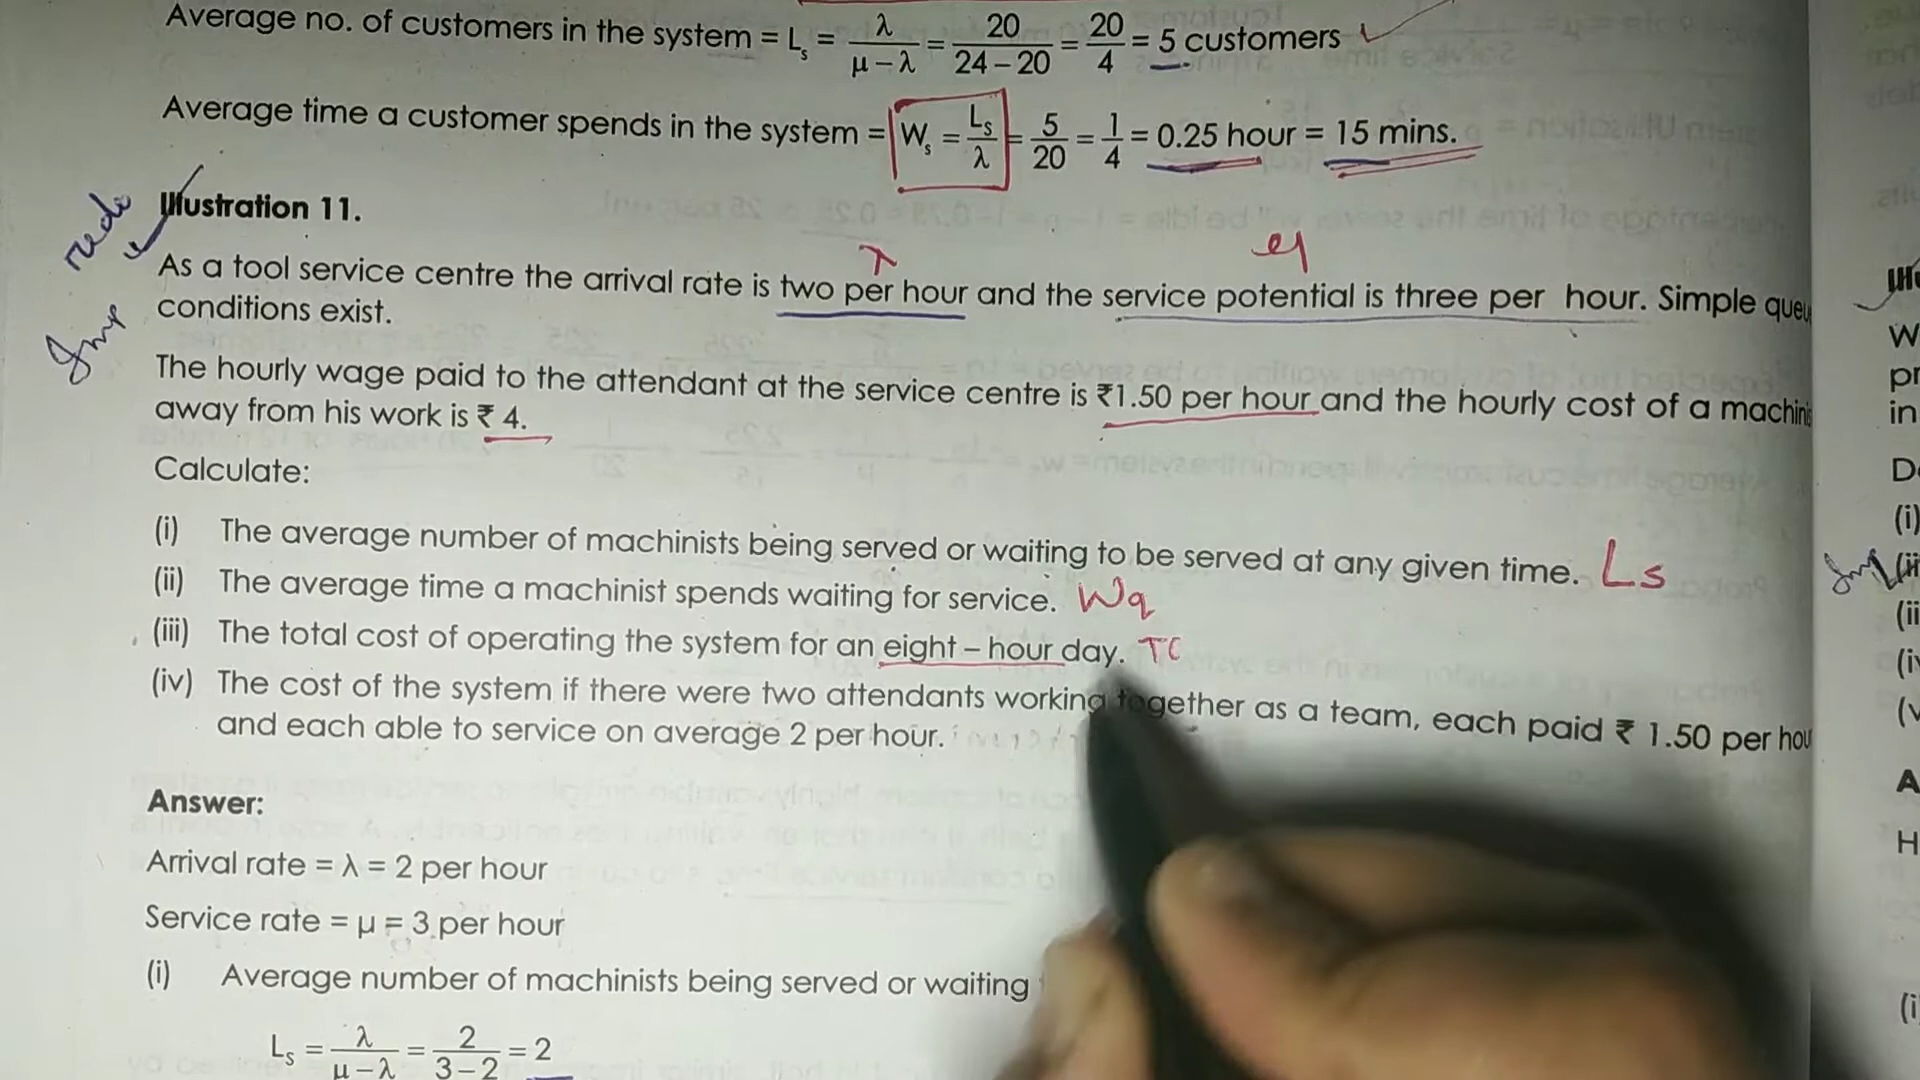 Average no. of customers in the system = Ls = λ/(μ – λ) = 20/(24 – 20) = 20/4 = 5 customers
Average time a customer spends in the system = Ws = Ls/λ = 5/20 = 1/4 = 0.25 hour = 15 mins.
redo
Illustration 11.
λ
As a tool service centre the arrival rate is two per hour and the service potential is three per hour. Simple queu
Imp
conditions exist.
The hourly wage paid to the attendant at the service centre is ₹1.50 per hour and the hourly cost of a machinis
away from his work is ₹ 4.
Calculate:
(i) The average number of machinists being served or waiting to be served at any given time. Ls
(ii) The average time a machinist spends waiting for service. Wq
(iii) The total cost of operating the system for an eight – hour day. TC
(iv) The cost of the system if there were two attendants working together as a team, each paid ₹ 1.50 per hou
and each able to service on average 2 per hour.
Answer:
Arrival rate = λ = 2 per hour
Service rate = μ = 3 per hour
(i) Average number of machinists being served or waiting
Ls = λ/(μ – λ) = 2/(3 – 2) = 2